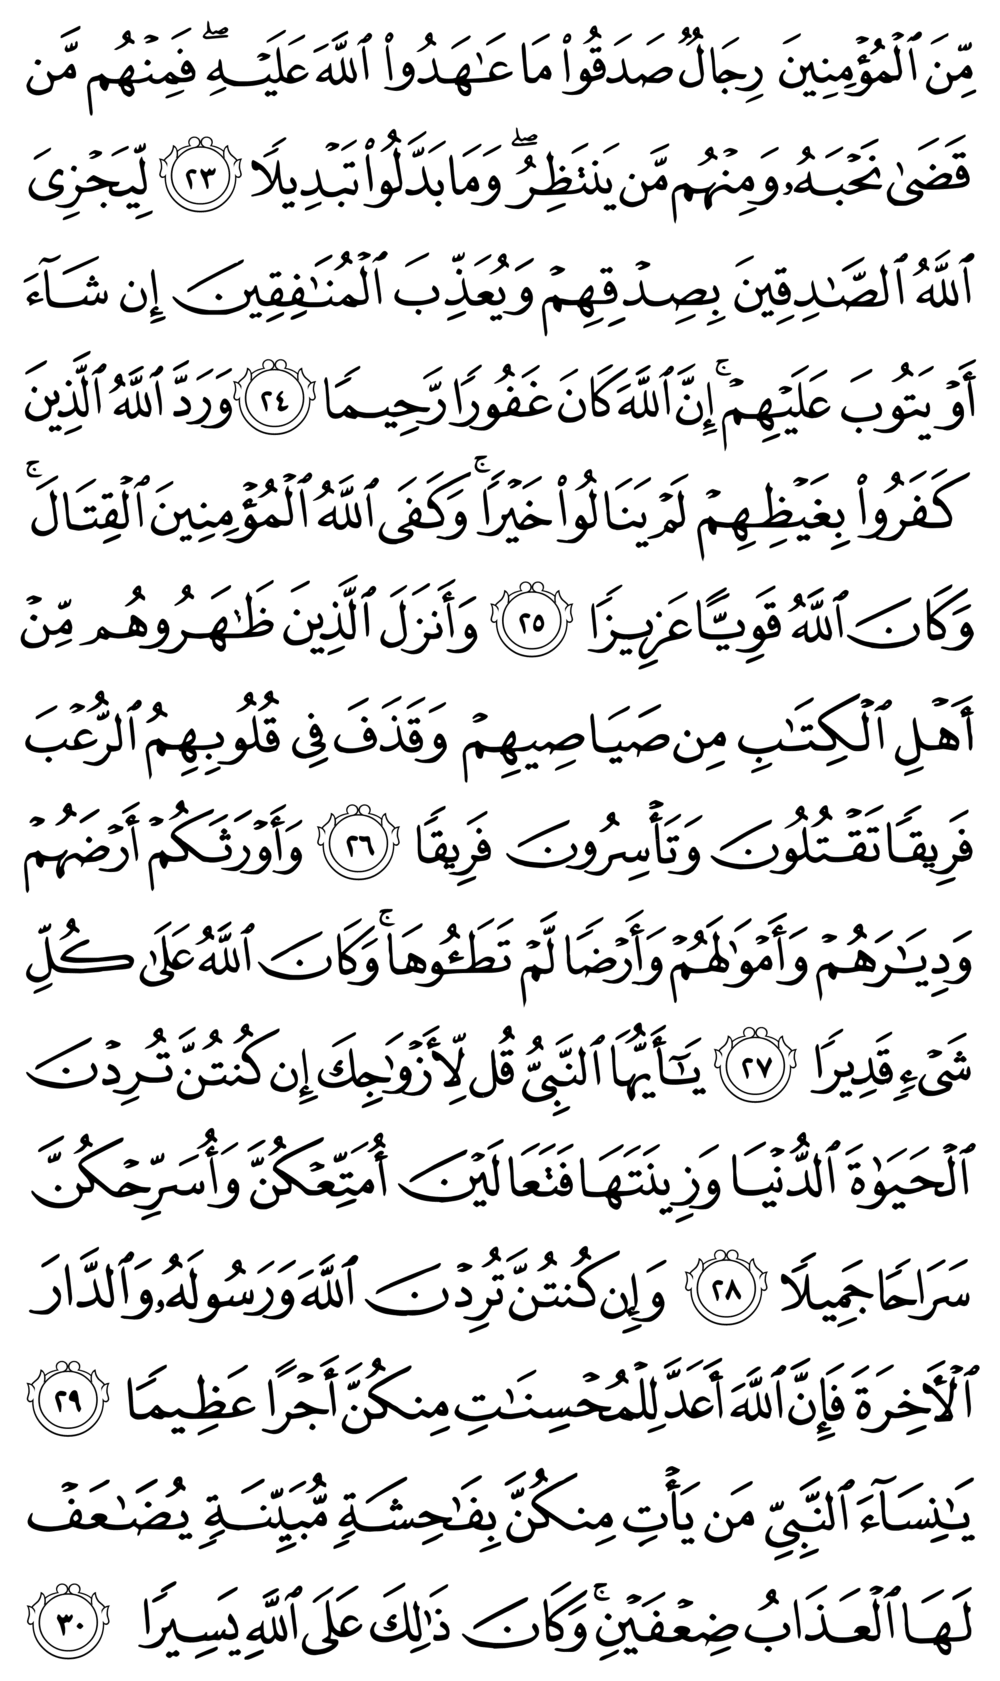 مِّنَ ٱلۡمُؤۡمِنِينَ رِجَالٞ صَدَقُواْ مَا عَٰهَدُواْ ٱللَّهَ عَلَيۡهِۖ فَمِنۡهُم مَّن
قَضَىٰ نَحۡبَهُۥ وَمِنۡهُم مَّن يَنتَظِرُۖ وَمَا بَدَّلُواْ تَبۡدِيلٗا ٢٣ لِّيَجۡزِيَ
ٱللَّهُ ٱلصَّٰدِقِينَ بِصِدۡقِهِمۡ وَيُعَذِّبَ ٱلۡمُنَٰفِقِينَ إِن شَآءَ
أَوۡ يَتُوبَ عَلَيۡهِمۡۚ إِنَّ ٱللَّهَ كَانَ غَفُورٗا رَّحِيمٗا ٢٤ وَرَدَّ ٱللَّهُ ٱلَّذِينَ
كَفَرُواْ بِغَيۡظِهِمۡ لَمۡ يَنَالُواْ خَيۡرٗاۚ وَكَفَى ٱللَّهُ ٱلۡمُؤۡمِنِينَ ٱلۡقِتَالَۚ
وَكَانَ ٱللَّهُ قَوِيًّا عَزِيزٗا ٢٥ وَأَنزَلَ ٱلَّذِينَ ظَٰهَرُوهُم مِّنۡ
أَهۡلِ ٱلۡكِتَٰبِ مِن صَيَاصِيهِمۡ وَقَذَفَ فِي قُلُوبِهِمُ ٱلرُّعۡبَ
فَرِيقٗا تَقۡتُلُونَ وَتَأۡسِرُونَ فَرِيقٗا ٢٦ وَأَوۡرَثَكُمۡ أَرۡضَهُمۡ
وَدِيَٰرَهُمۡ وَأَمۡوَٰلَهُمۡ وَأَرۡضٗا لَّمۡ تَطَـُٔوهَاۚ وَكَانَ ٱللَّهُ عَلَىٰ كُلِّ
شَيۡءٖ قَدِيرٗا ٢٧ يَٰٓأَيُّهَا ٱلنَّبِيُّ قُل لِّأَزۡوَٰجِكَ إِن كُنتُنَّ تُرِدۡنَ
ٱلۡحَيَوٰةَ ٱلدُّنۡيَا وَزِينَتَهَا فَتَعَالَيۡنَ أُمَتِّعۡكُنَّ وَأُسَرِّحۡكُنَّ
سَرَاحٗا جَمِيلٗا ٢٨ وَإِن كُنتُنَّ تُرِدۡنَ ٱللَّهَ وَرَسُولَهُۥ وَٱلدَّارَ
ٱلۡأٓخِرَةَ فَإِنَّ ٱللَّهَ أَعَدَّ لِلۡمُحۡسِنَٰتِ مِنكُنَّ أَجۡرًا عَظِيمٗا ٢٩
يَٰنِسَآءَ ٱلنَّبِيِّ مَن يَأۡتِ مِنكُنَّ بِفَٰحِشَةٖ مُّبَيِّنَةٖ يُضَٰعَفۡ
لَهَا ٱلۡعَذَابُ ضِعۡفَيۡنِۚ وَكَانَ ذَٰلِكَ عَلَى ٱللَّهِ يَسِيرٗا ٣٠